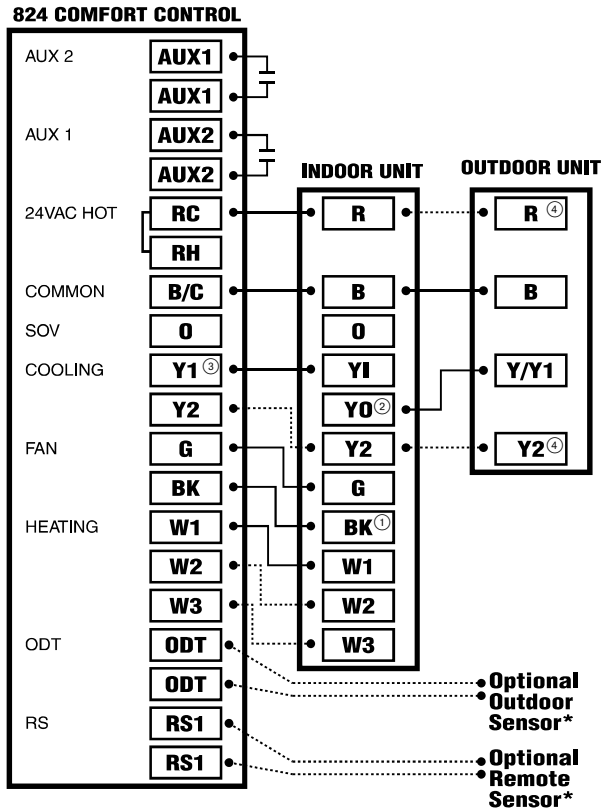 824 COMFORT CONTROL
AUX 2 AUX1
AUX1
AUX 1 AUX2
AUX2
INDOOR UNIT OUTDOOR UNIT
24VAC HOT RC R R ④
RH
COMMON B/C B B
SOV O O
COOLING Y1 ③ YI Y/Y1
YO ②
Y2 Y2 Y2 ④
FAN G G
BK BK ①
HEATING W1 W1
W2 W2
W3 W3
ODT ODT
ODT
Optional
Outdoor
Sensor*
RS RS1
RS1
Optional
Remote
Sensor*